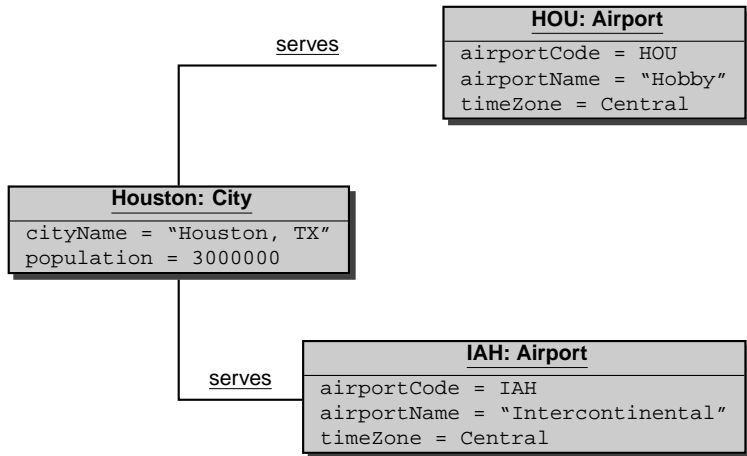 HOU: Airport
serves
airportCode = HOU
airportName = “Hobby”
timeZone = Central
Houston: City
cityName = “Houston, TX”
population = 3000000
IAH: Airport
serves
airportCode = IAH
airportName = “Intercontinental”
timeZone = Central